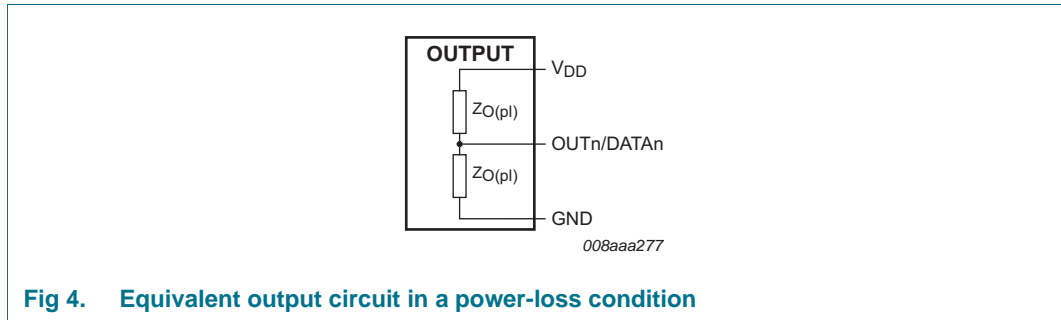 OUTPUT
VDD
ZO(pl)
OUTn/DATAn
ZO(pl)
GND
008aaa277
Fig 4. Equivalent output circuit in a power-loss condition